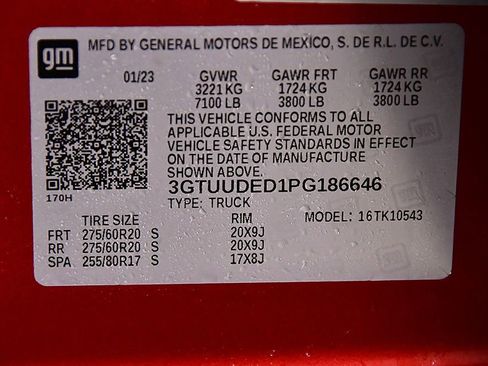 gm
MFD BY GENERAL MOTORS DE MEXICO, S. DE R.L. DE C.V.
01/23 GVWR GAWR FRT GAWR RR
3221 KG 1724 KG 1724 KG
7100 LB 3800 LB 3800 LB
THIS VEHICLE CONFORMS TO ALL
APPLICABLE U.S. FEDERAL MOTOR
VEHICLE SAFETY STANDARDS IN EFFECT
ON THE DATE OF MANUFACTURE
SHOWN ABOVE.
170H
3GTUUDED1PG186646
TYPE: TRUCK MODEL: 16TK10543
TIRE SIZE RIM
FRT 275/60R20 S 20X9J
RR 275/60R20 S 20X9J
SPA 255/80R17 S 17X8J